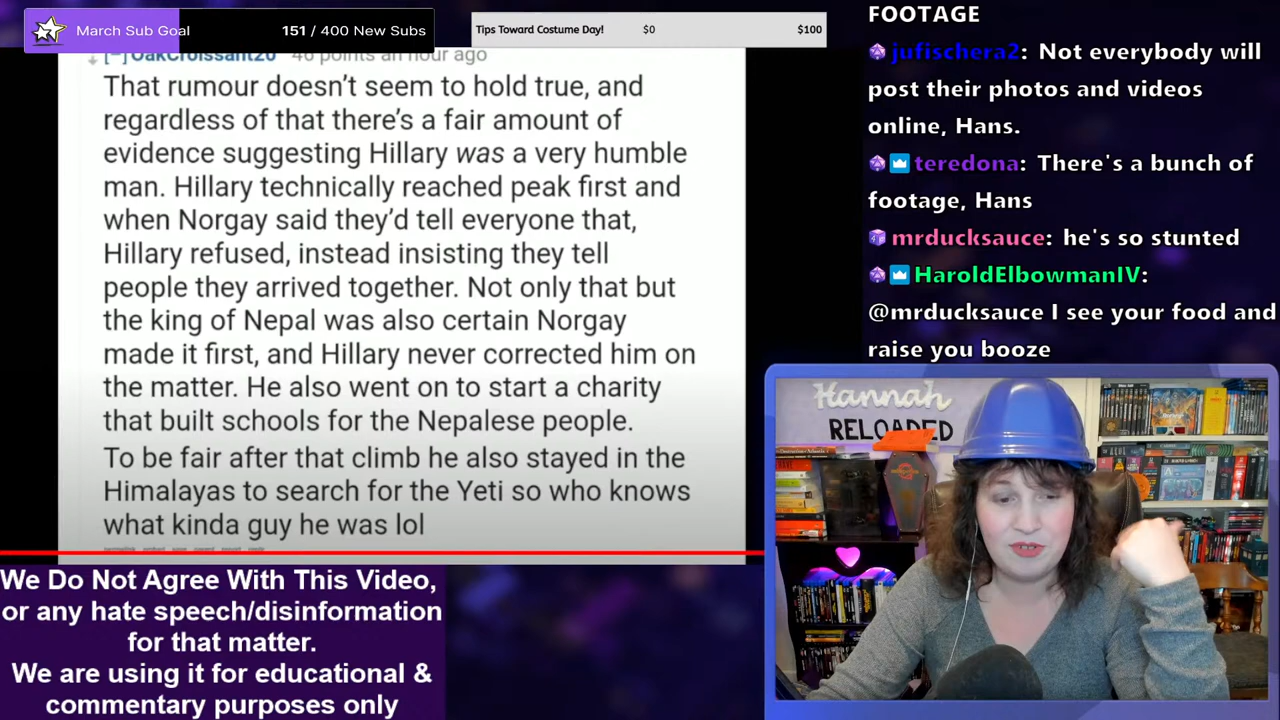 March Sub Goal
151 / 400 New Subs
Tips Toward Costume Day!
$0
$100
[-] OakCroissant20 46 points an hour ago
That rumour doesn't seem to hold true, and
regardless of that there's a fair amount of
evidence suggesting Hillary was a very humble
man. Hillary technically reached peak first and
when Norgay said they'd tell everyone that,
Hillary refused, instead insisting they tell
people they arrived together. Not only that but
the king of Nepal was also certain Norgay
made it first, and Hillary never corrected him on
the matter. He also went on to start a charity
that built schools for the Nepalese people.
To be fair after that climb he also stayed in the
Himalayas to search for the Yeti so who knows
what kinda guy he was lol
We Do Not Agree With This Video,
or any hate speech/disinformation
for that matter.
We are using it for educational &
commentary purposes only
FOOTAGE
jufischera2: Not everybody will
post their photos and videos
online, Hans.
teredona: There's a bunch of
footage, Hans
mrducksauce: he's so stunted
HaroldElbowmanIV:
@mrducksauce I see your food and
raise you booze
Hannah
RELOADED